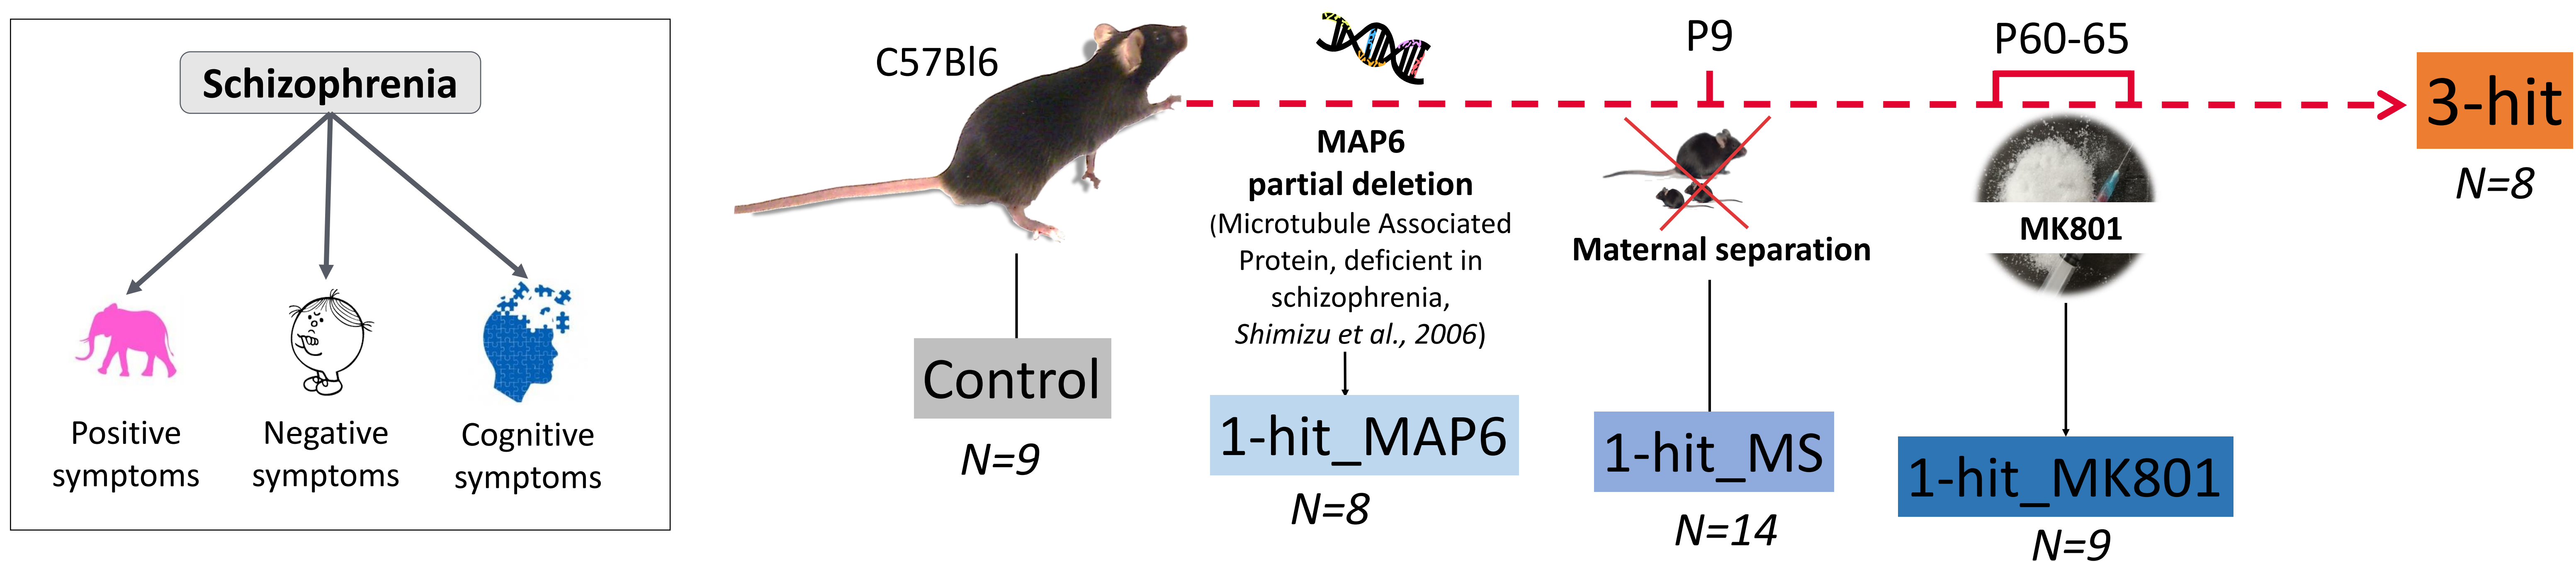 Schizophrenia
Positive
symptoms
Negative
symptoms
Cognitive
symptoms
C57Bl6
Control
N=9
MAP6
partial deletion
(Microtubule Associated
Protein, deficient in
schizophrenia,
Shimizu et al., 2006)
1-hit_MAP6
N=8
P9
Maternal separation
1-hit_MS
N=14
P60-65
MK801
1-hit_MK801
N=9
3-hit
N=8